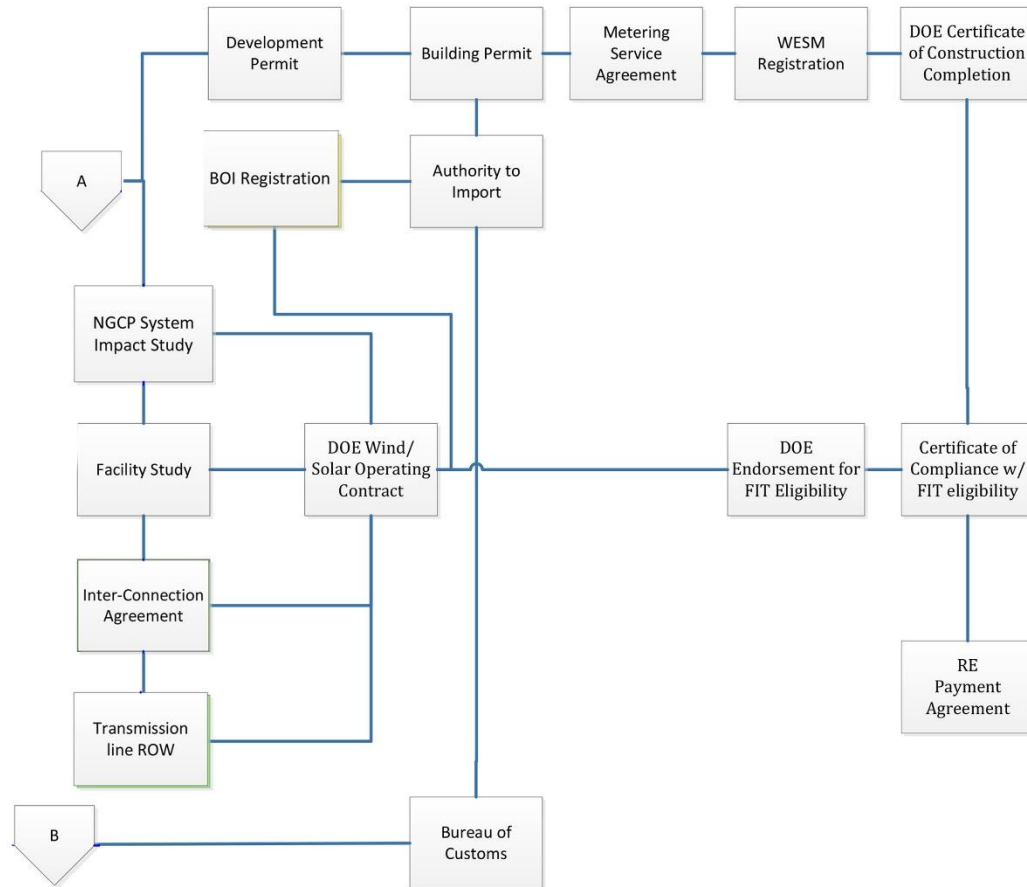 Development
Permit
Building Permit
Metering
Service
Agreement
WESM
Registration
DOE Certificate
of Construction
Completion
A
BOI Registration
Authority to
Import
NGCP System
Impact Study
Facility Study
DOE Wind/
Solar Operating
Contract
DOE
Endorsement for
FIT Eligibility
Certificate of
Compliance w/
FIT eligibility
Inter-Connection
Agreement
RE
Payment
Agreement
Transmission
line ROW
B
Bureau of
Customs